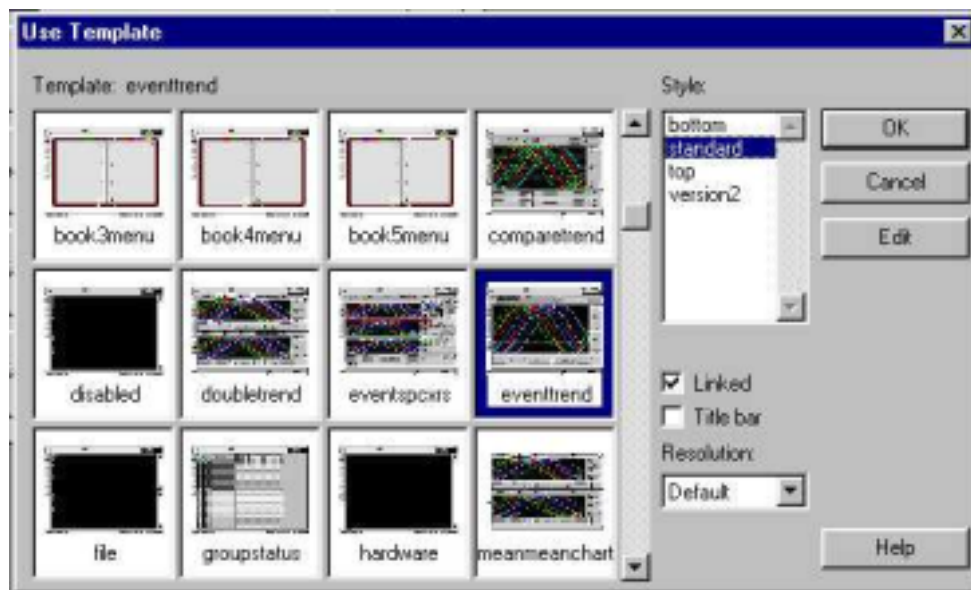 Use Template
Template: eventtrend
Style:
book3menu
book4menu
book5menu
comparetrend
disabled
doubletrend
eventspcxrs
eventtrend
file
groupstatus
hardware
meanmeanchart
bottom
standard
top
version2
OK
Cancel
Edit
Linked
Title bar
Resolution:
Default
Help